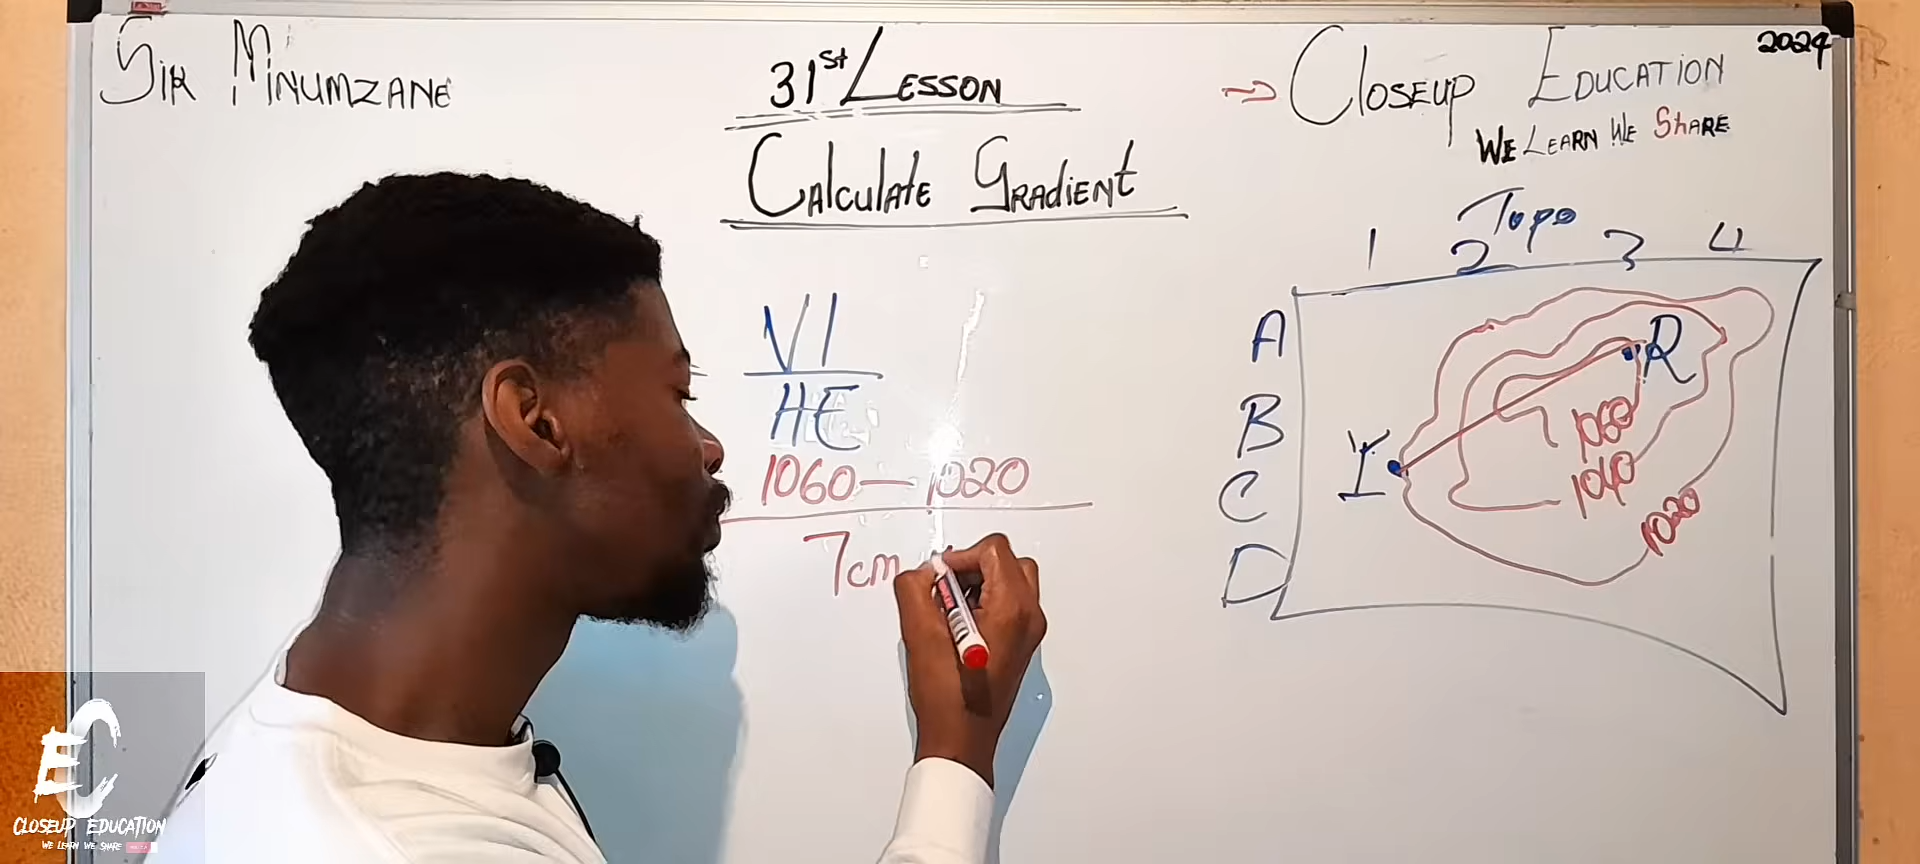 SIR MINUMZANE
31st LESSON
CALCULATE GRADIENT
CLOSEUP EDUCATION
2024
WE LEARN WE SHARE
Topo
1 2 3 4
A
B
C
D
R
Y
1060
1040
1020
VI
HE
1060 — 1020
7cm
EC
CLOSEUP EDUCATION
WE LEARN WE SHARE